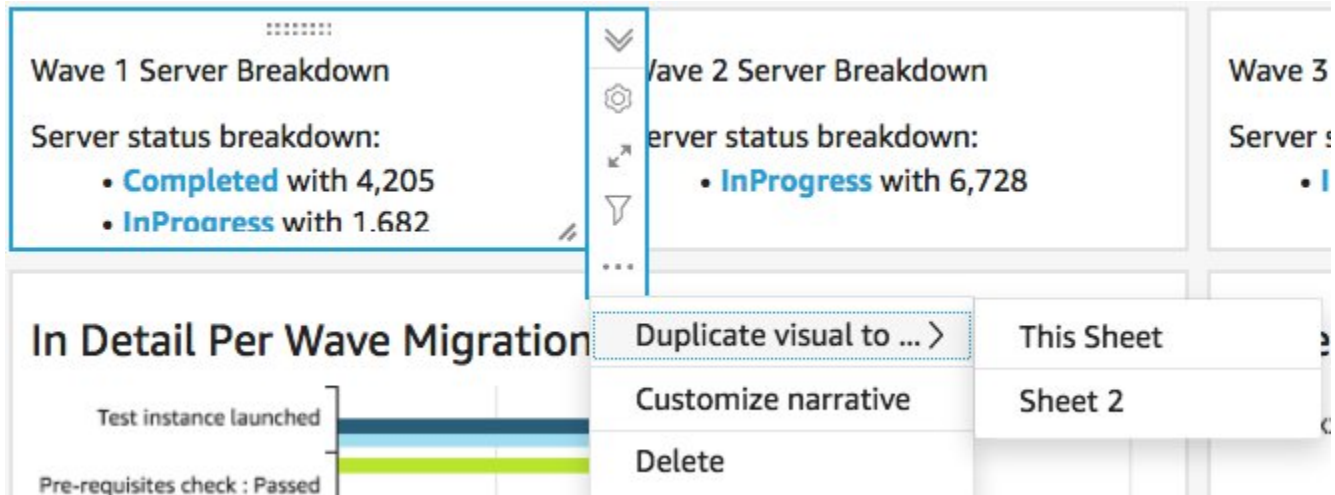 Wave 1 Server Breakdown
Server status breakdown:
• Completed with 4,205
• InProgress with 1,682
Wave 2 Server Breakdown
Server status breakdown:
• InProgress with 6,728
Wave 3
Server
In Detail Per Wave Migration
Test instance launched
Pre-requisites check : Passed
Duplicate visual to ... >
Customize narrative
Delete
This Sheet
Sheet 2